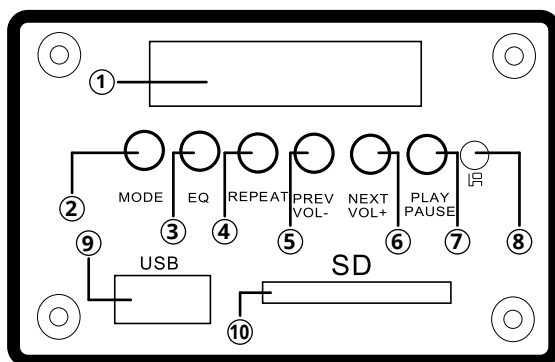 ①
MODE
EQ
REPEAT
PREV
VOL-
NEXT
VOL+
PLAY
PAUSE
②
③
④
⑤
⑥
⑦
⑧
⑨
USB
SD
⑩